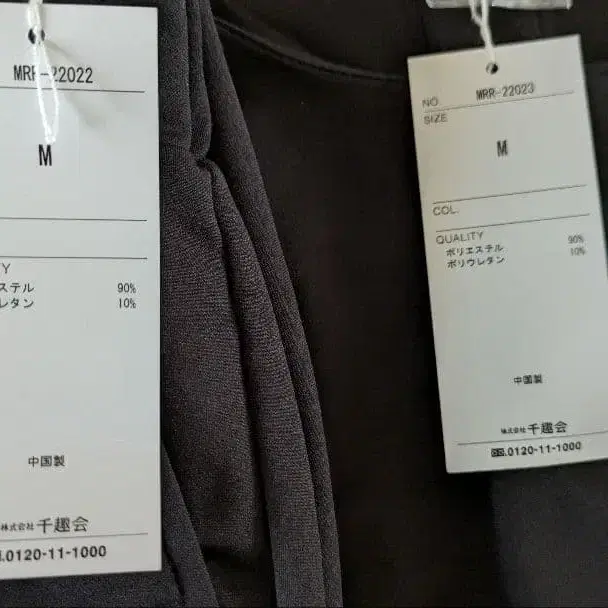 MRR-22022
M
TY
ステル 90%
レタン 10%
中国製
株式会社 千趣会
.0120-11-1000
NO. MRR-22023
SIZE
M
COL.
QUALITY
ポリエステル 90%
ポリウレタン 10%
中国製
株式会社 千趣会
.0120-11-1000